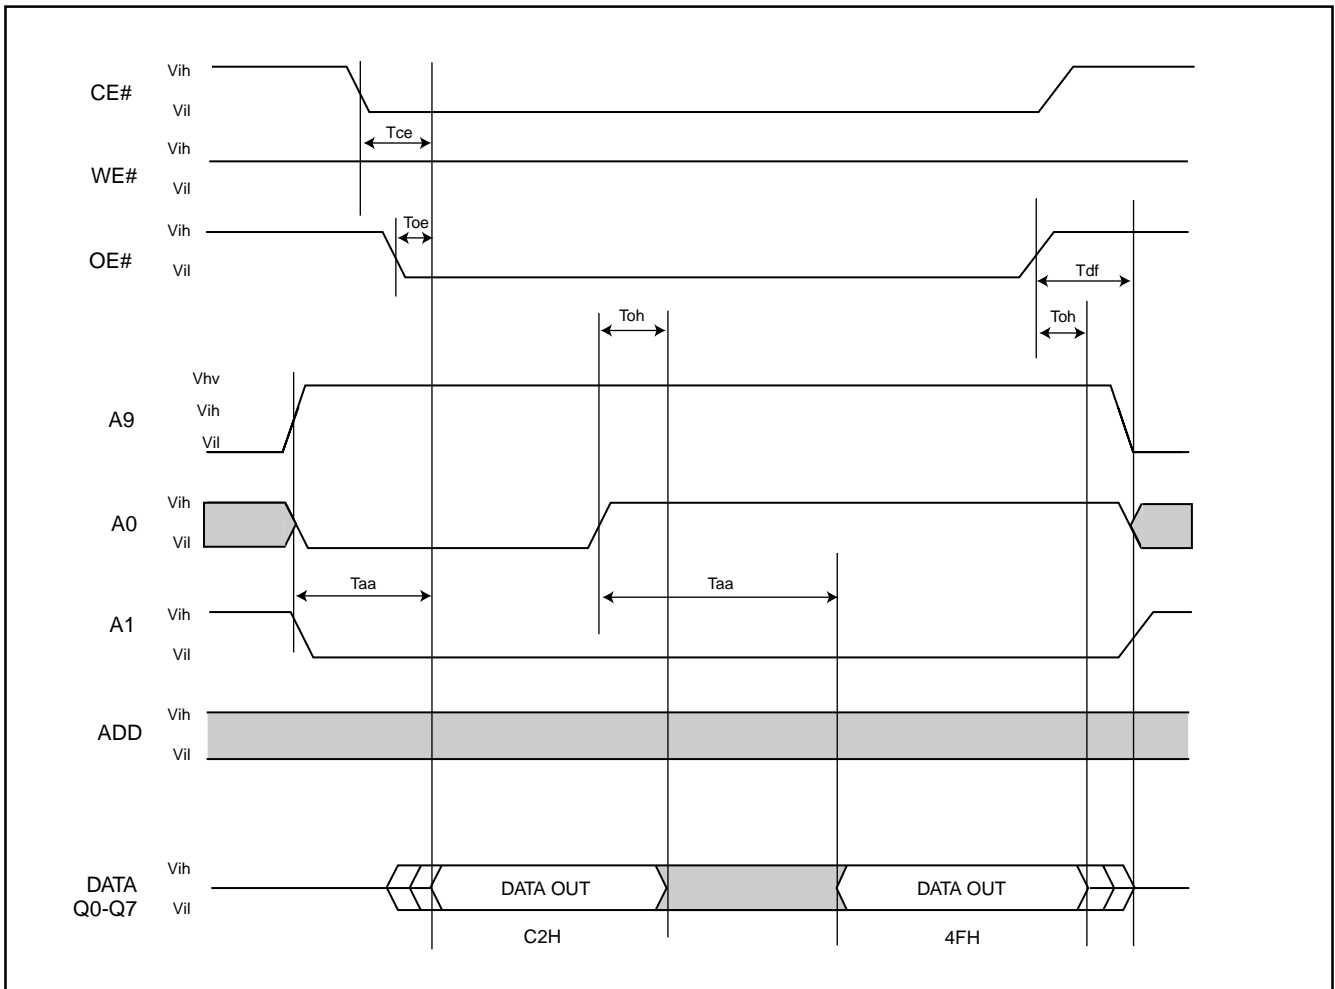 Vih
CE#
Vil
Tce
Vih
WE#
Vil
Vih
Toe
OE#
Vil
Tdf
Toh
Toh
Vhv
Vih
A9
Vil
Vih
A0
Vil
Taa
Taa
Vih
A1
Vil
Vih
ADD
Vil
Vih
DATA
Q0-Q7
Vil
DATA OUT
DATA OUT
C2H
4FH